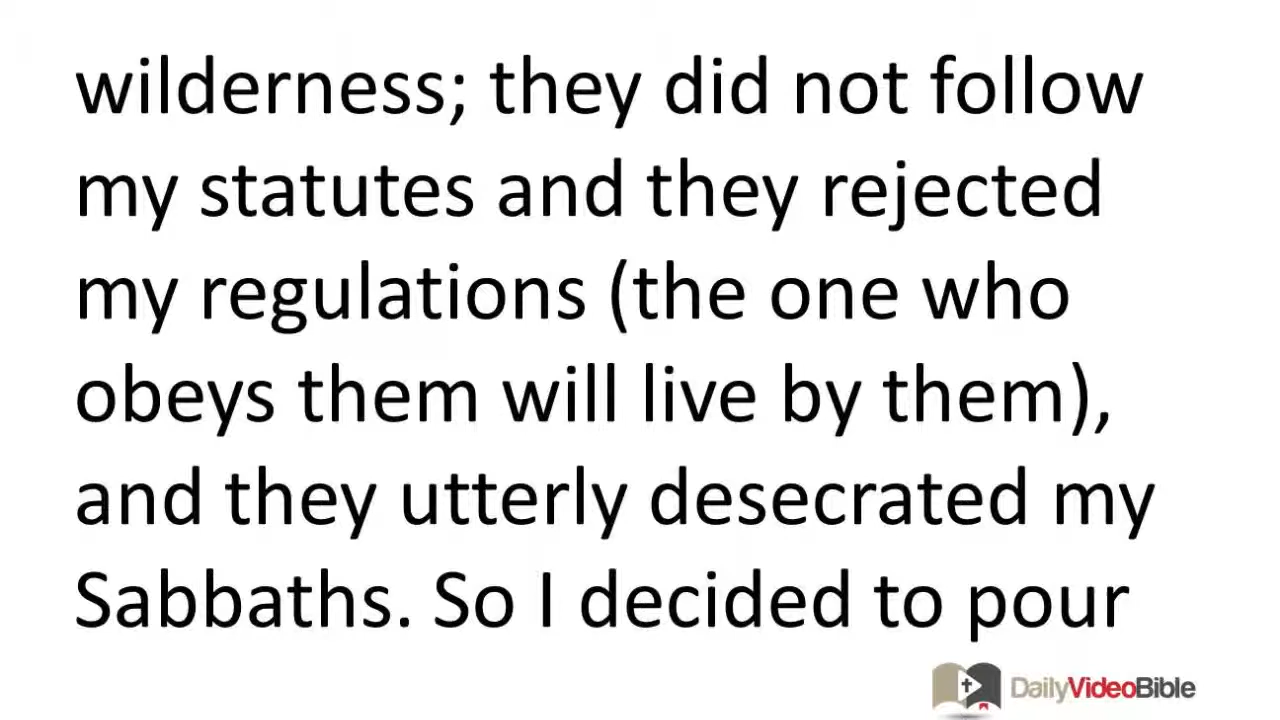 wilderness; they did not follow
my statutes and they rejected
my regulations (the one who
obeys them will live by them),
and they utterly desecrated my
Sabbaths. So I decided to pour
DailyVideoBible